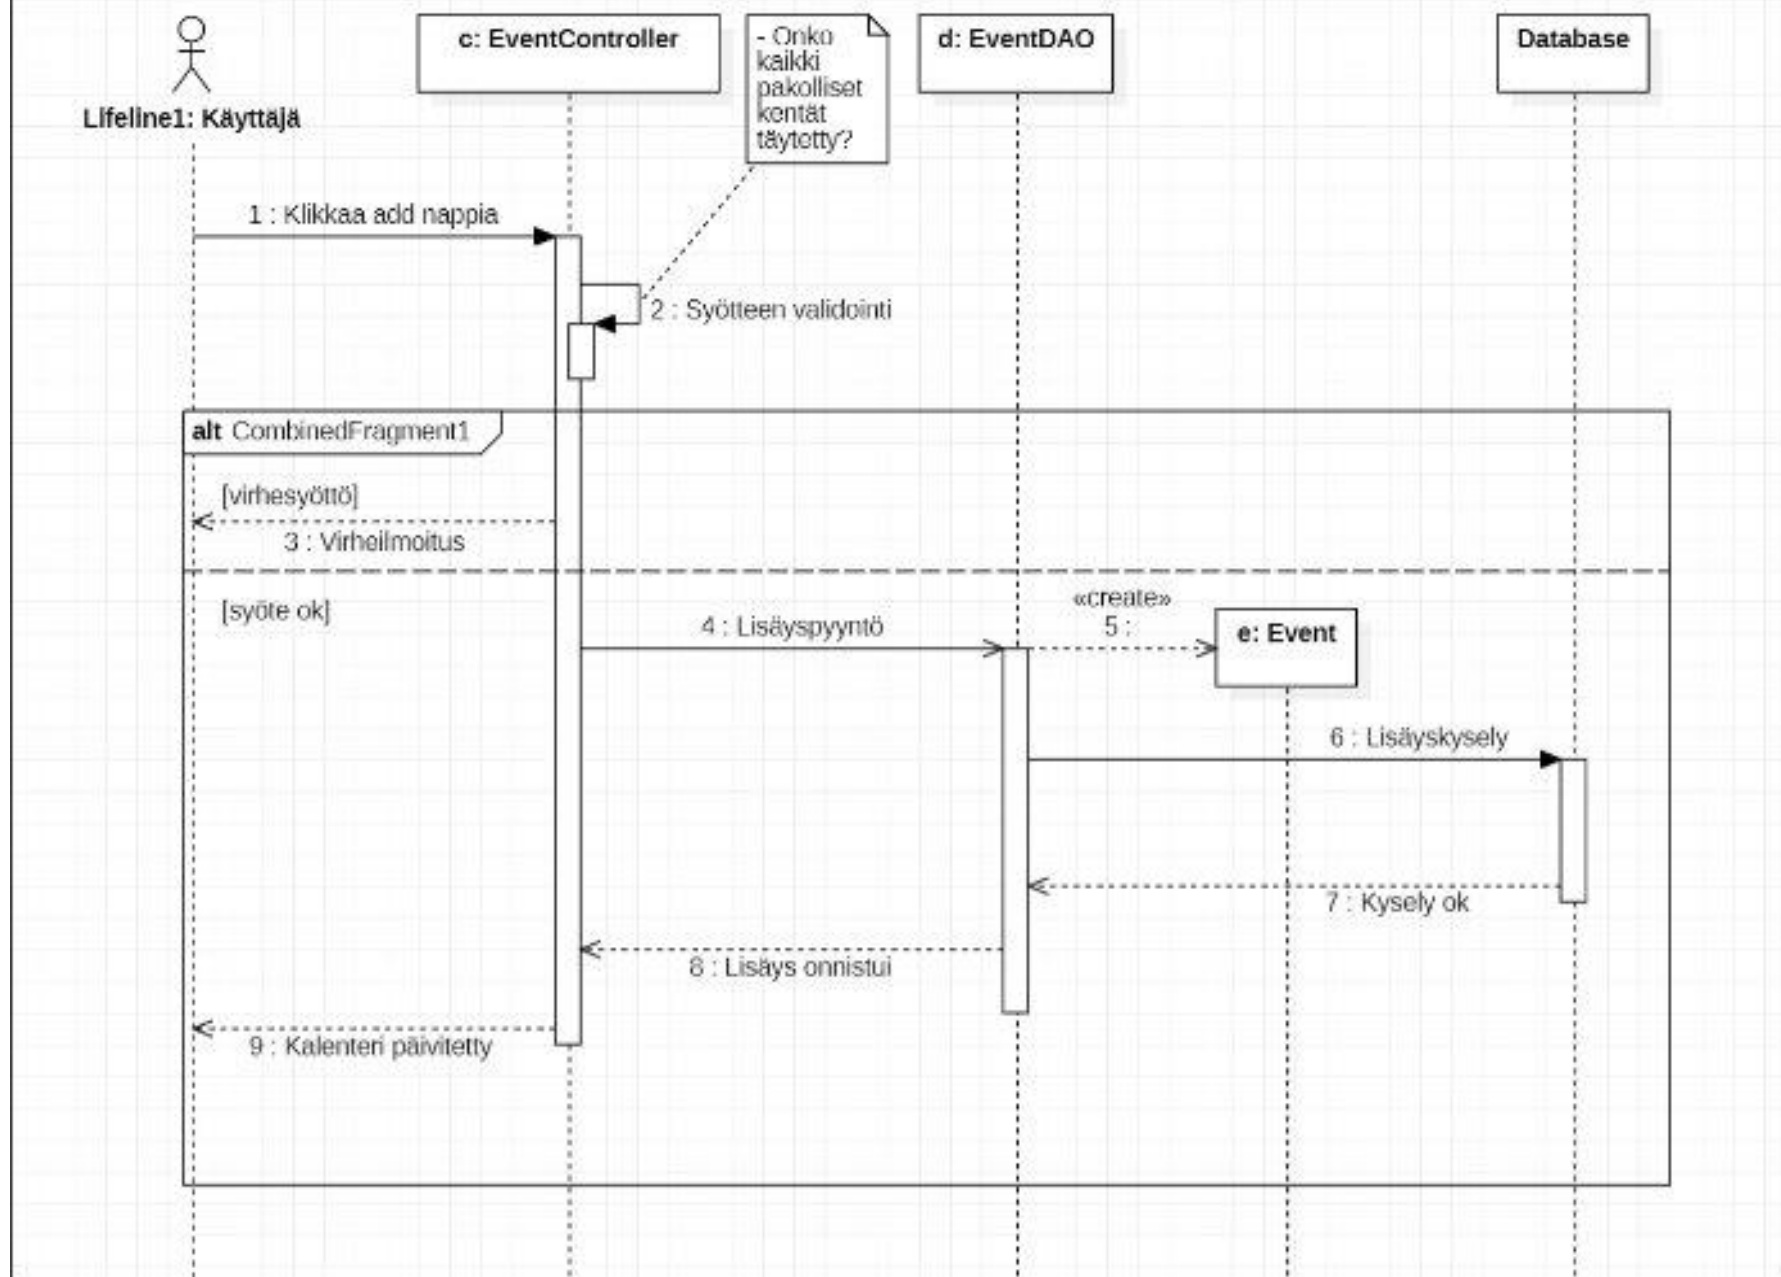 Lifeline1: Käyttäjä
c: EventController
- Onko
kaikki
pakolliset
kentät
täytetty?
d: EventDAO
Database
1 : Klikkaa add nappia
2 : Syötteen validointi
alt CombinedFragment1
[virhesyöttö]
3 : Virheilmoitus
[syöte ok]
4 : Lisäyspyyntö
«create»
5 :
e: Event
6 : Lisäyskysely
7 : Kysely ok
8 : Lisäys onnistui
9 : Kalenteri päivitetty